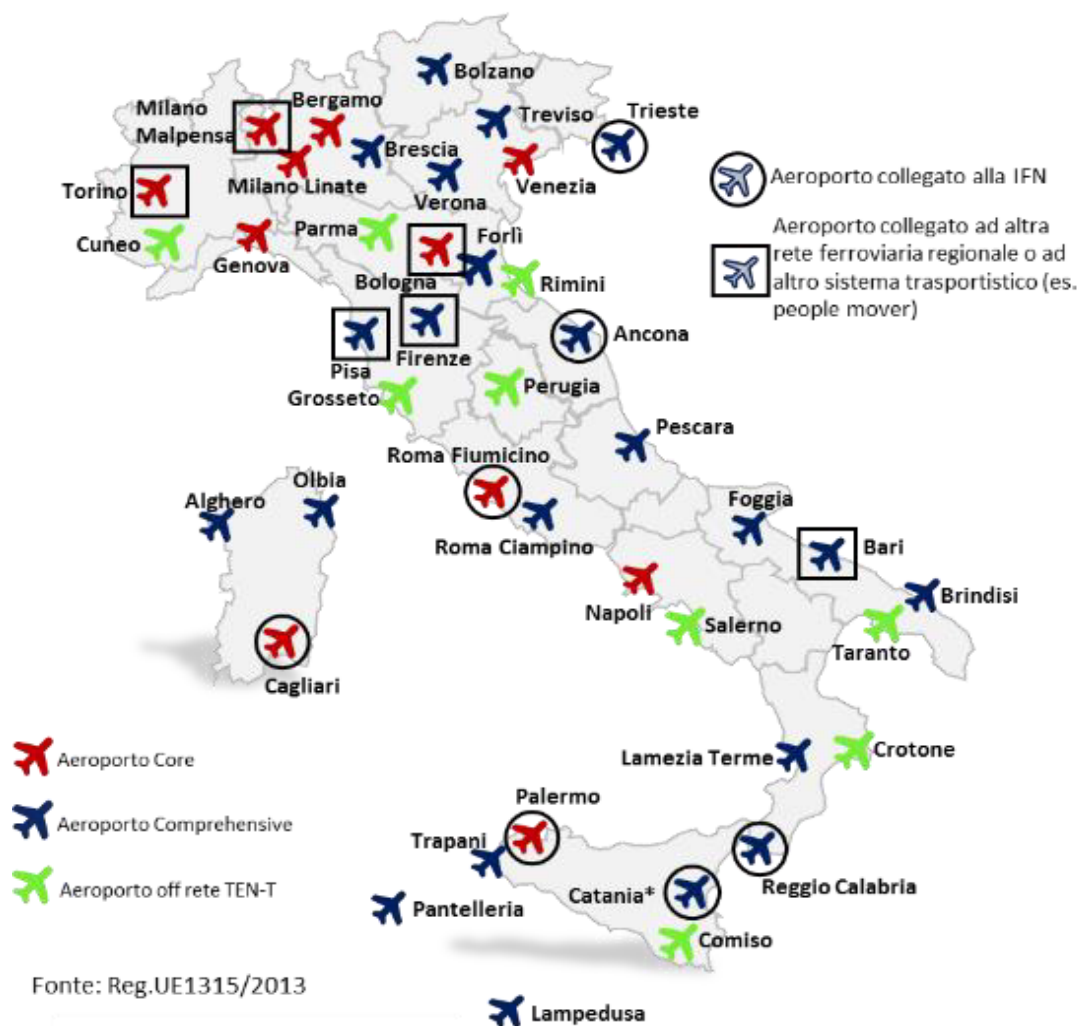 Bolzano
Milano
Malpensa
Bergamo
Treviso
Trieste
Brescia
Venezia
Torino
Milano Linate
Verona
Aeroporto collegato alla IFN
Aeroporto collegato ad altra
rete ferroviaria regionale o ad
altro sistema trasportistico (es.
people mover)
Cuneo
Genova
Parma
Forlì
Bologna
Rimini
Pisa
Firenze
Ancona
Grosseto
Perugia
Pescara
Roma Fiumicino
Alghero
Olbia
Roma Ciampino
Foggia
Bari
Napoli
Salerno
Brindisi
Taranto
Cagliari
Aeroporto Core
Aeroporto Comprehensive
Aeroporto off rete TEN-T
Lamezia Terme
Crotone
Palermo
Trapani
Catania*
Reggio Calabria
Pantelleria
Comiso
Fonte: Reg.UE1315/2013
Lampedusa